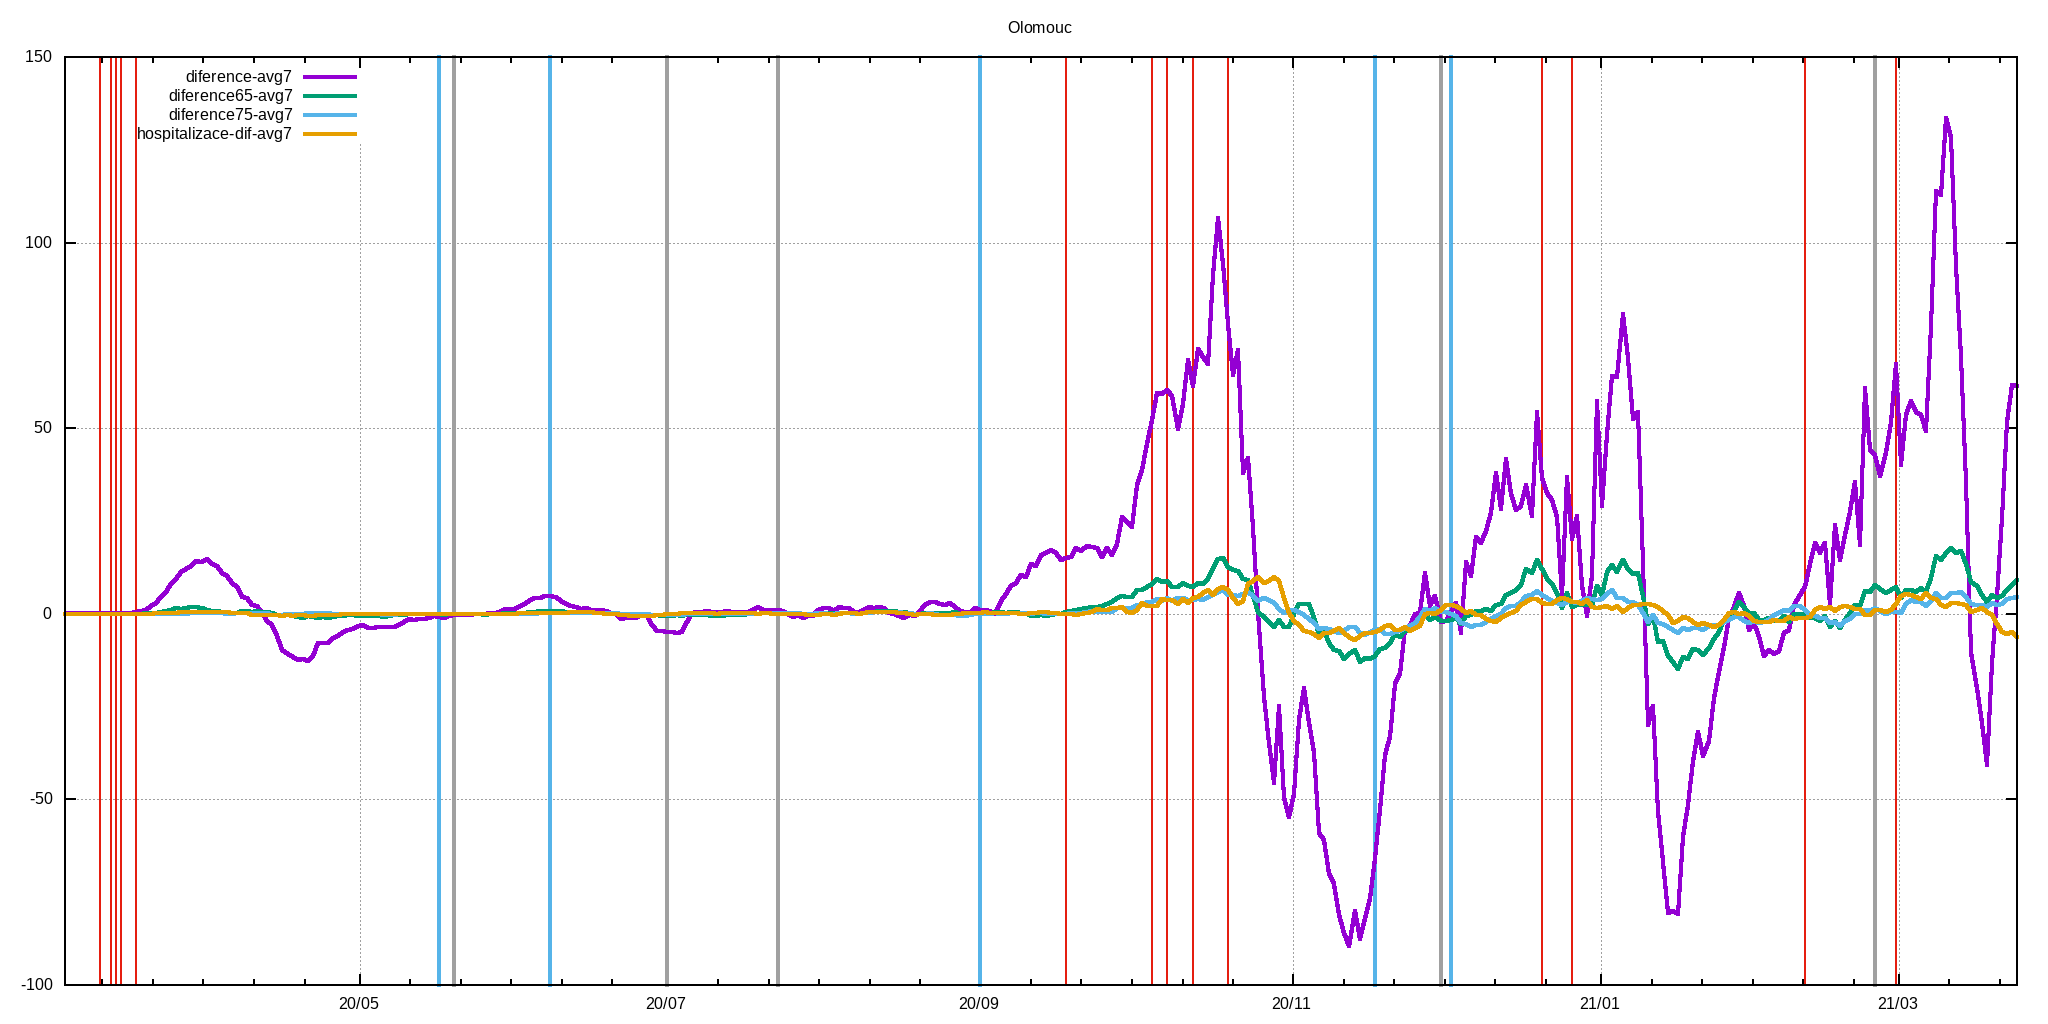 Olomouc
150
100
50
0
-50
-100
diference-avg7
diference65-avg7
diference75-avg7
hospitalizace-dif-avg7
20/05 20/07 20/09 20/11 21/01 21/03